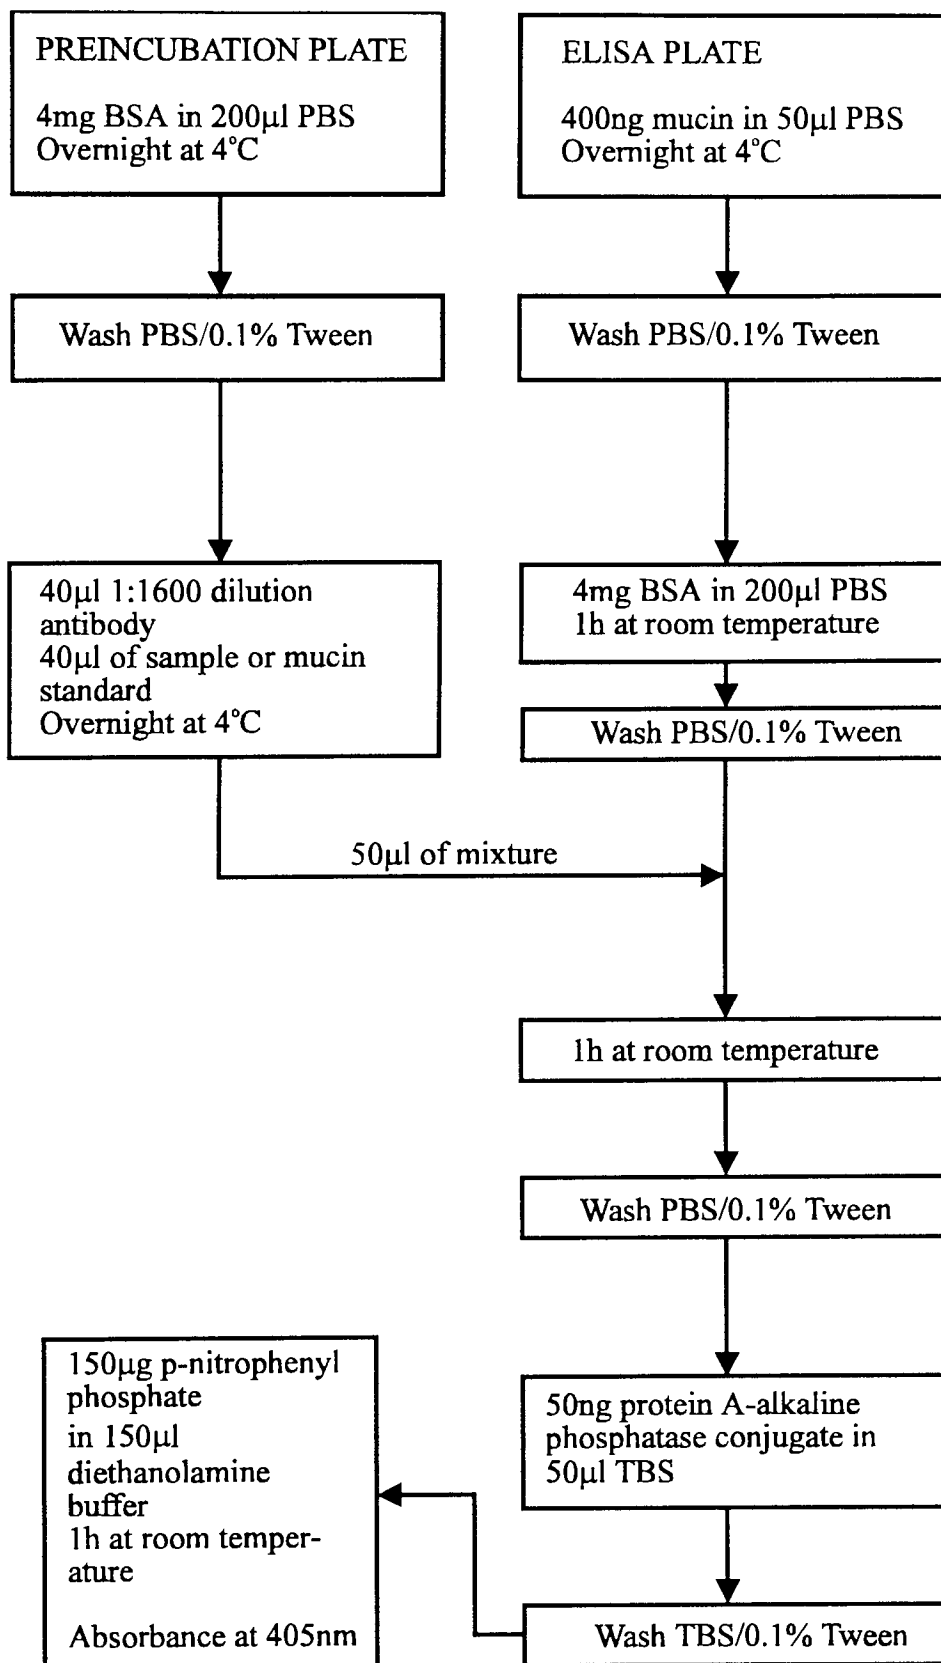 PREINCUBATION PLATE
4mg BSA in 200μl PBS
Overnight at 4°C
ELISA PLATE
400ng mucin in 50μl PBS
Overnight at 4°C
Wash PBS/0.1% Tween
Wash PBS/0.1% Tween
40μl 1:1600 dilution
antibody
40μl of sample or mucin
standard
Overnight at 4°C
4mg BSA in 200μl PBS
1h at room temperature
Wash PBS/0.1% Tween
50μl of mixture
1h at room temperature
Wash PBS/0.1% Tween
50ng protein A-alkaline
phosphatase conjugate in
50μl TBS
Wash TBS/0.1% Tween
150μg p-nitrophenyl
phosphate
in 150μl
diethanolamine
buffer
1h at room temper-
ature
Absorbance at 405nm